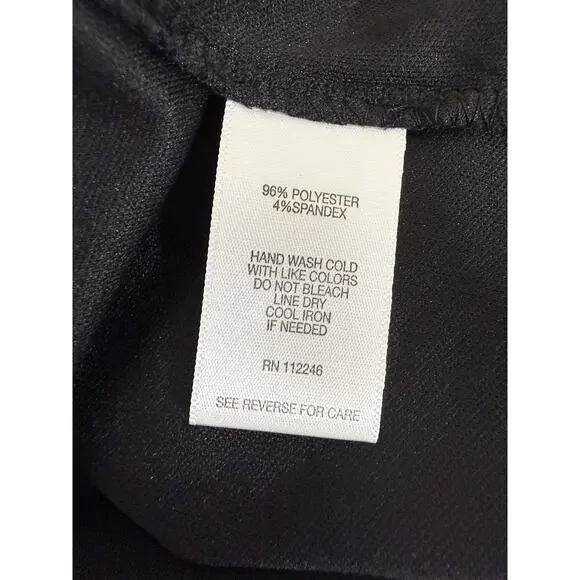 96% POLYESTER
4%SPANDEX
HAND WASH COLD
WITH LIKE COLORS
DO NOT BLEACH
LINE DRY
COOL IRON
IF NEEDED
RN 112246
SEE REVERSE FOR CARE